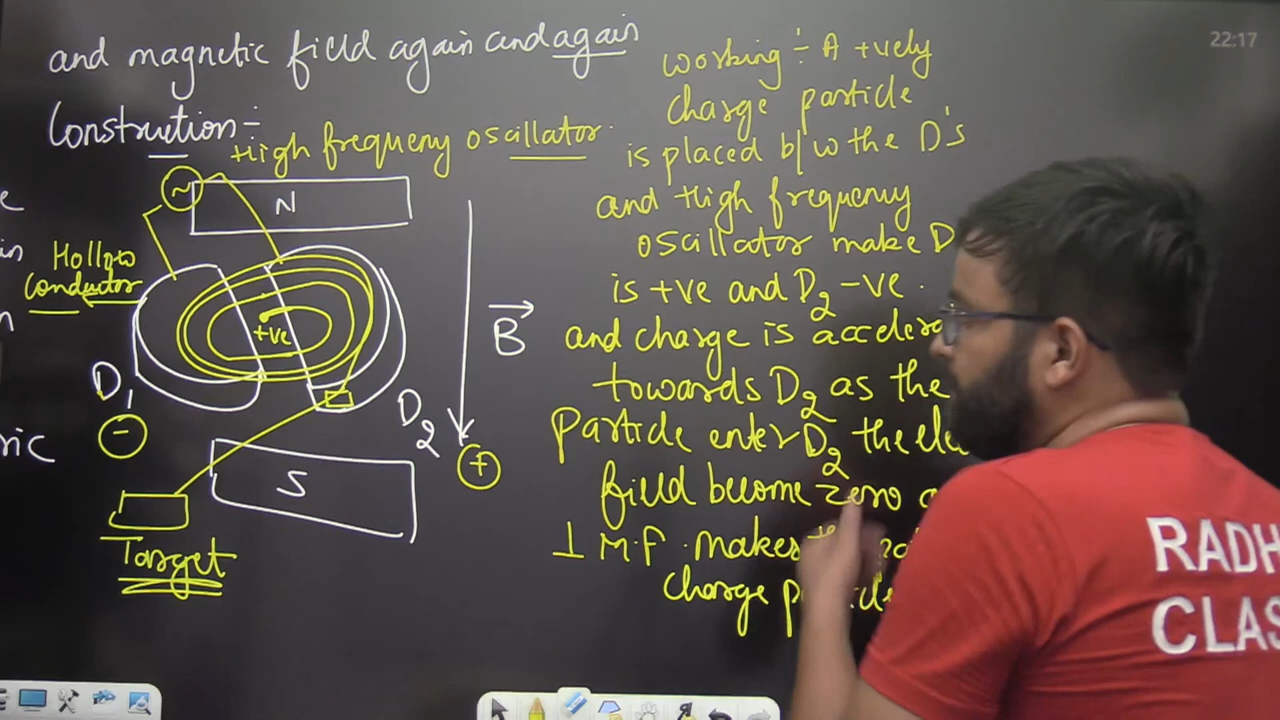 and magnetic field again and again
Construction:-
High frequeny oscillator.
N
Hollow
Conductor
+ve
D1
-
D2
+
B
S
Target
ric
working :- A +vely
charge particle
is placed b/w the D's
and High frequency
oscillator make D
is +ve and D2 -ve.
and charge is acceler
towards D2 as the
particle enter D2 the ele
field become zero
⊥ M.F. makes
charge
22:17
RADH
CLAS